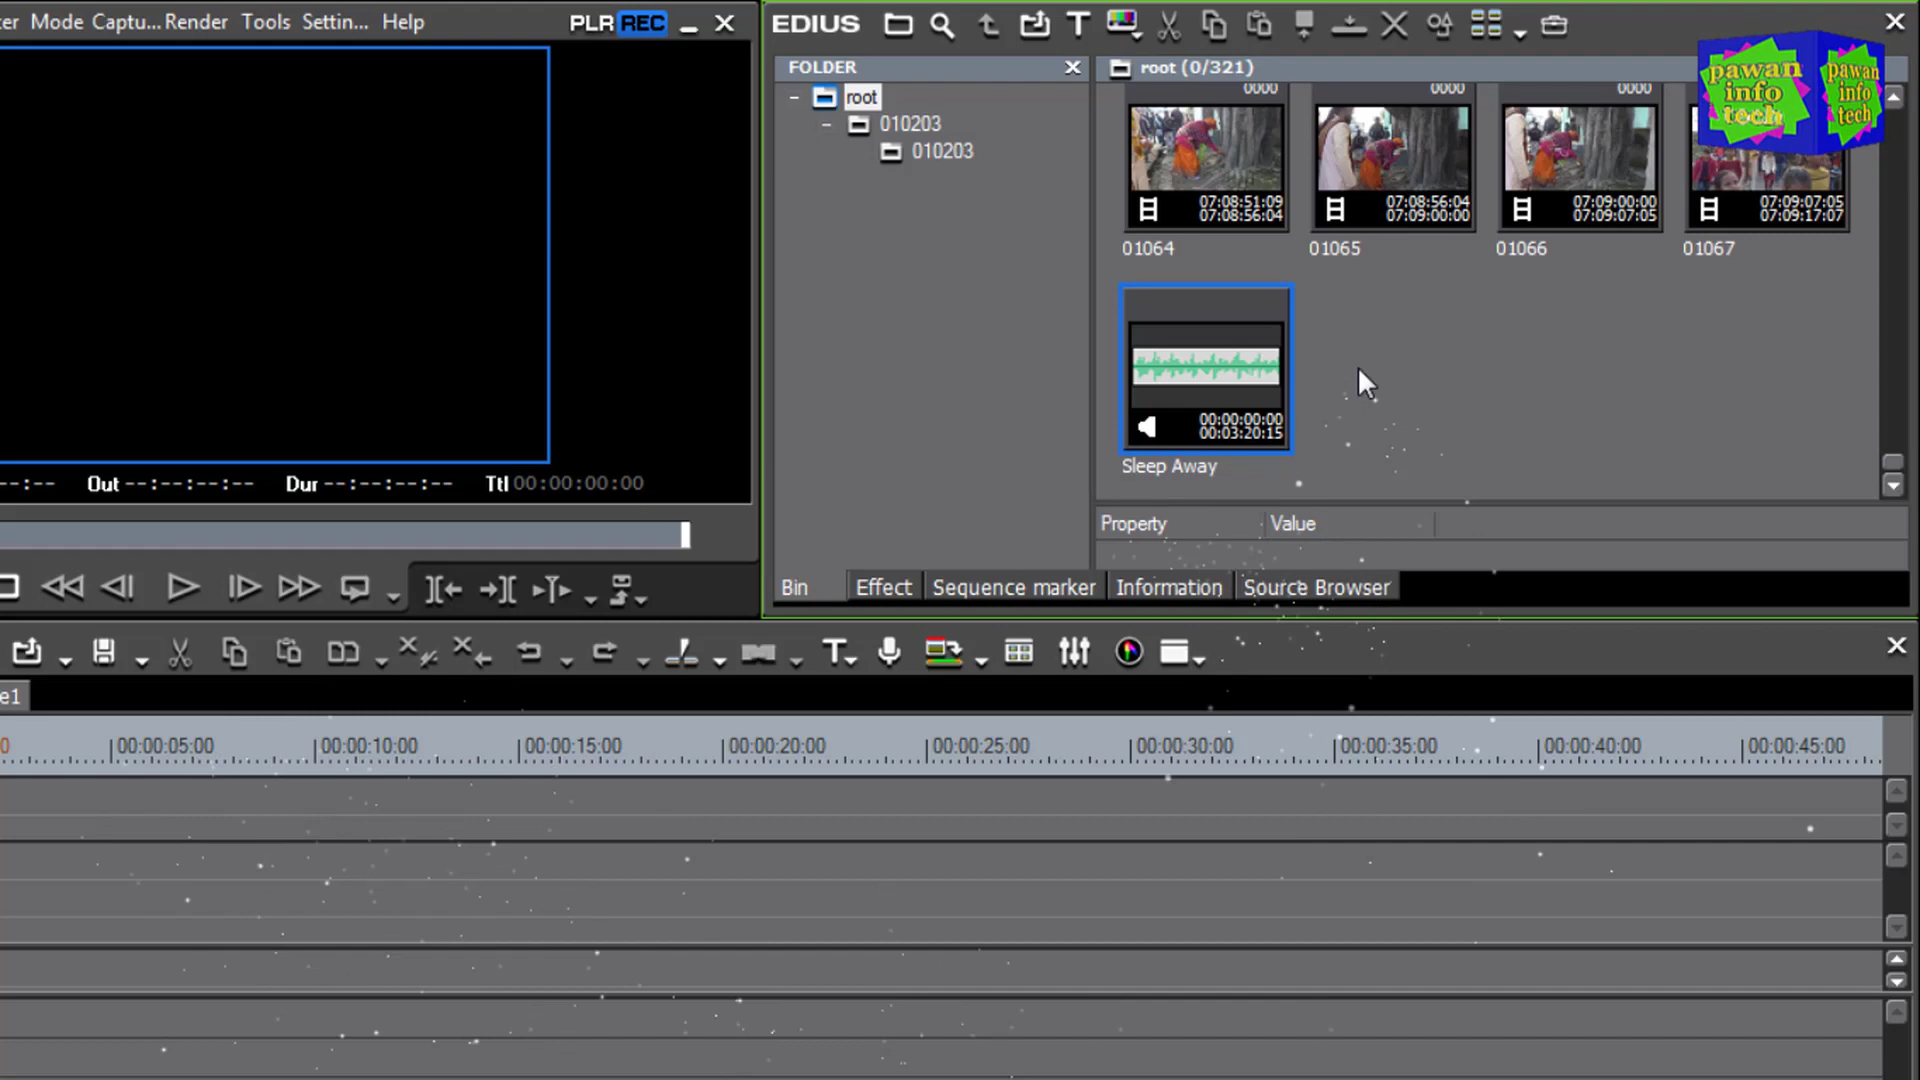 er Mode Captu... Render Tools Settin... Help PLR REC
EDIUS
FOLDER
root (0/321)
root
010203
010203
0000 0000 0000
07:08:51:09
07:08:56:04
07:08:56:04
07:09:00:00
07:09:00:00
07:09:07:05
07:09:07:05
07:09:17:07
01064 01065 01066 01067
00:00:00:00
00:03:20:15
Sleep Away
pawan
info
tech
pawan
info
tech
--:-- Out --:--:--:-- Dur --:--:--:-- Ttl 00:00:00:00
Property Value
Bin Effect Sequence marker Information Source Browser
e1
0 00:00:05:00 00:00:10:00 00:00:15:00 00:00:20:00 00:00:25:00 00:00:30:00 00:00:35:00 00:00:40:00 00:00:45:00